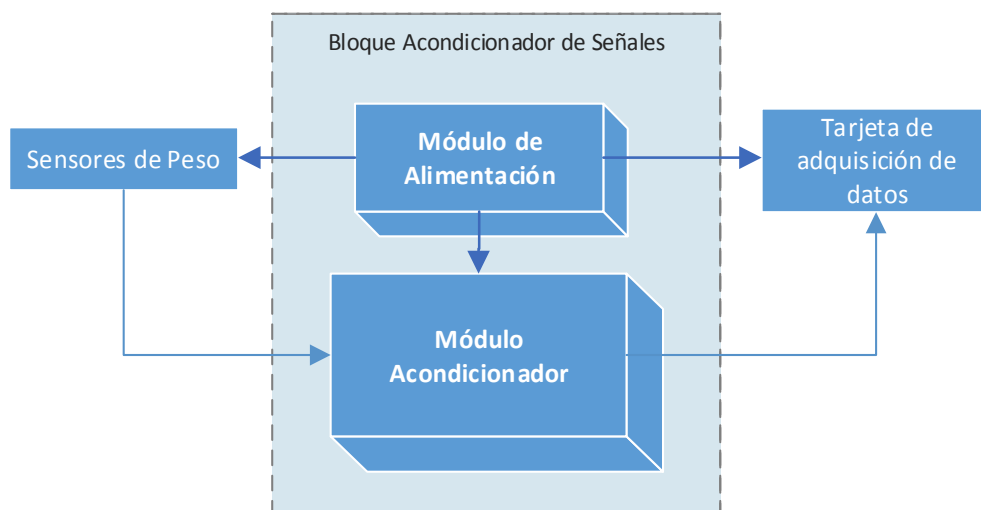 Bloque Acondicionador de Señales
Sensores de Peso
Módulo de
Alimentación
Tarjeta de
adquisición de
datos
Módulo
Acondicionador